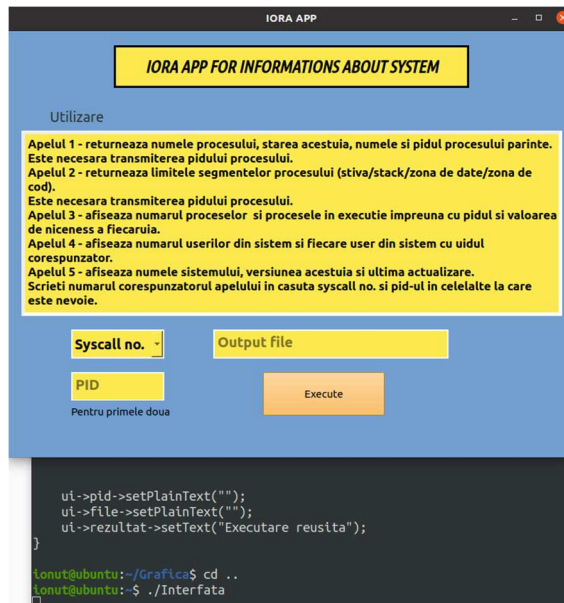 IORA APP
IORA APP FOR INFORMATIONS ABOUT SYSTEM
Utilizare
Apelul 1 - returneaza numele procesului, starea acestuia, numele si pidul procesului parinte.
Este necesara transmiterea pidului procesului.
Apelul 2 - returneaza limitele segmentelor procesului (stiva/stack/zona de date/zona de
cod).
Este necesara transmiterea pidului procesului.
Apelul 3 - afiseaza numarul proceselor si procesele in executie impreuna cu pidul si valoarea
de niceness a fiecaruia.
Apelul 4 - afiseaza numarul userilor din sistem si fiecare user din sistem cu uidul
corespunzator.
Apelul 5 - afiseaza numele sistemului, versiunea acestuia si ultima actualizare.
Scrieti numarul corespunzatorul apelului in casuta syscall no. si pid-ul in celelalte la care
este nevoie.
Syscall no.
Output file
PID
Execute
Pentru primele doua
ui->pid->setPlainText("");
ui->file->setPlainText("");
ui->rezultat->setText("Executare reusita");
}
ionut@ubuntu:~/Grafica$ cd ..
ionut@ubuntu:~$ ./Interfata